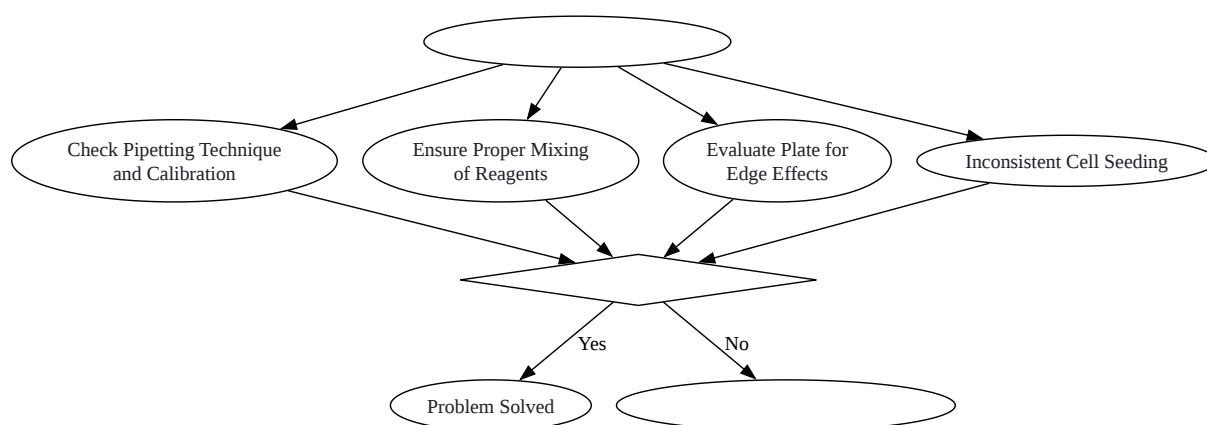 Check Pipetting Technique
and Calibration
Ensure Proper Mixing
of Reagents
Evaluate Plate for
Edge Effects
Inconsistent Cell Seeding
Yes
No
Problem Solved